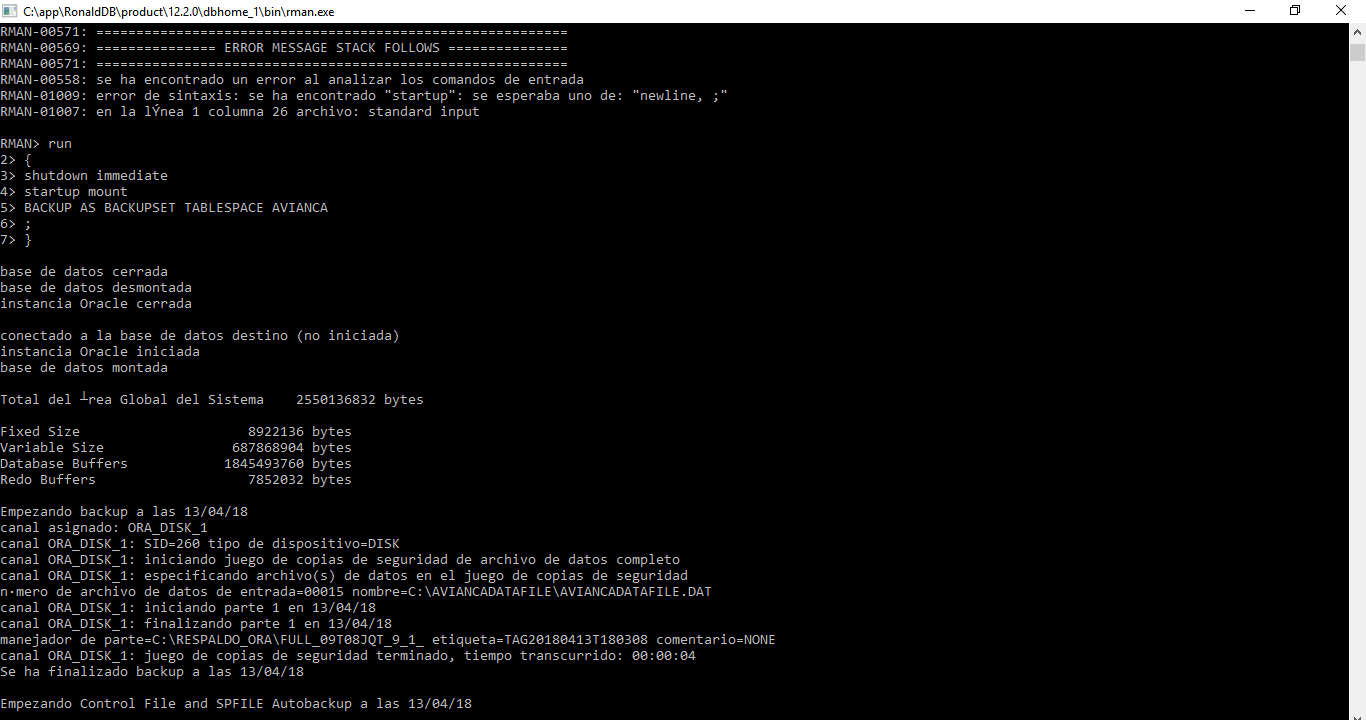 C:\app\RonaldDB\product\12.2.0\dbhome_1\bin\rman.exe
RMAN-00571: ===========================================================
RMAN-00569: =============== ERROR MESSAGE STACK FOLLOWS ===============
RMAN-00571: ===========================================================
RMAN-00558: se ha encontrado un error al analizar los comandos de entrada
RMAN-01009: error de sintaxis: se ha encontrado "startup": se esperaba uno de: "newline, ;"
RMAN-01007: en la lÝnea 1 columna 26 archivo: standard input
RMAN> run
2> {
3> shutdown immediate
4> startup mount
5> BACKUP AS BACKUPSET TABLESPACE AVIANCA
6> ;
7> }
base de datos cerrada
base de datos desmontada
instancia Oracle cerrada
conectado a la base de datos destino (no iniciada)
instancia Oracle iniciada
base de datos montada
Total del ┴rea Global del Sistema    2550136832 bytes
Fixed Size                     8922136 bytes
Variable Size                687868904 bytes
Database Buffers            1845493760 bytes
Redo Buffers                   7852032 bytes
Empezando backup a las 13/04/18
canal asignado: ORA_DISK_1
canal ORA_DISK_1: SID=260 tipo de dispositivo=DISK
canal ORA_DISK_1: iniciando juego de copias de seguridad de archivo de datos completo
canal ORA_DISK_1: especificando archivo(s) de datos en el juego de copias de seguridad
n·mero de archivo de datos de entrada=00015 nombre=C:\AVIANCADATAFILE\AVIANCADATAFILE.DAT
canal ORA_DISK_1: iniciando parte 1 en 13/04/18
canal ORA_DISK_1: finalizando parte 1 en 13/04/18
manejador de parte=C:\RESPALDO_ORA\FULL_09T08JQT_9_1_ etiqueta=TAG20180413T180308 comentario=NONE
canal ORA_DISK_1: juego de copias de seguridad terminado, tiempo transcurrido: 00:00:04
Se ha finalizado backup a las 13/04/18
Empezando Control File and SPFILE Autobackup a las 13/04/18